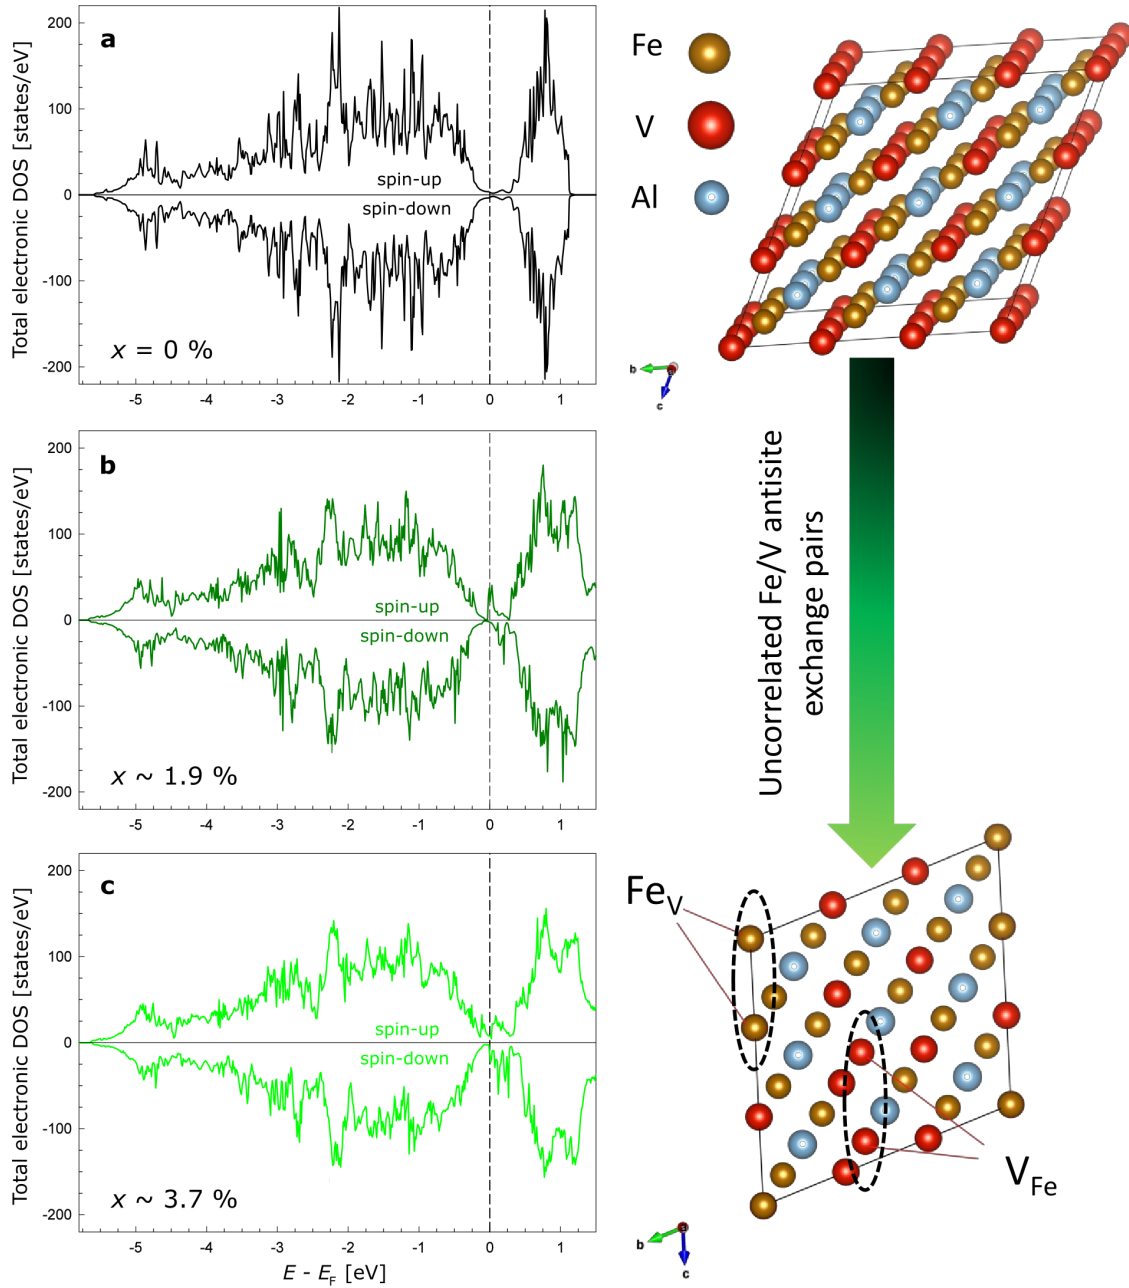 Total electronic DOS [states/eV]
200
100
0
-100
-200
a
spin-up
spin-down
x = 0 %
-5
-4
-3
-2
-1
0
1
Fe
V
Al
b
c
Total electronic DOS [states/eV]
200
100
0
-100
-200
b
spin-up
spin-down
x ~ 1.9 %
-5
-4
-3
-2
-1
0
1
Uncorrelated Fe/V antisite
exchange pairs
Total electronic DOS [states/eV]
200
100
0
-100
-200
c
spin-up
spin-down
x ~ 3.7 %
-5
-4
-3
-2
-1
0
1
E - EF [eV]
FeV
VFe
b
c